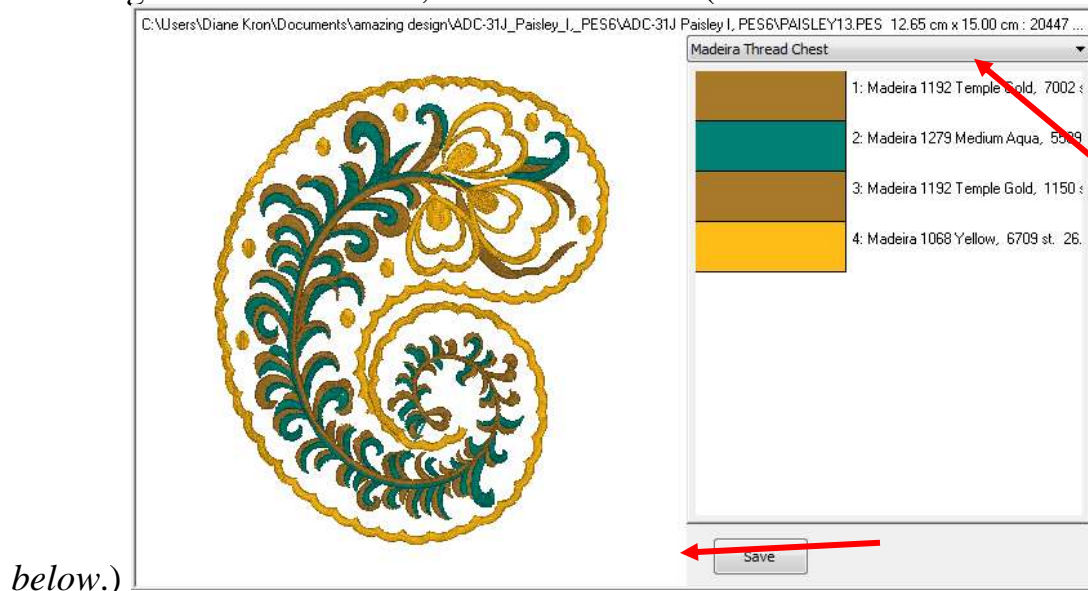 C:\Users\Diane Kron\Documents\amazing design\ADC-31J_Paisley_I,_PES6\ADC-31J Paisley I, PES6\PAISLEY13.PES 12.65 cm x 15.00 cm : 20447 ...
Madeira Thread Chest
1: Madeira 1192 Temple Gold, 7002 s
2: Madeira 1279 Medium Aqua,
3: Madeira 1192 Temple Gold, 1150 s
4: Madeira 1068 Yellow, 6709 st. 26.
Save
below.)